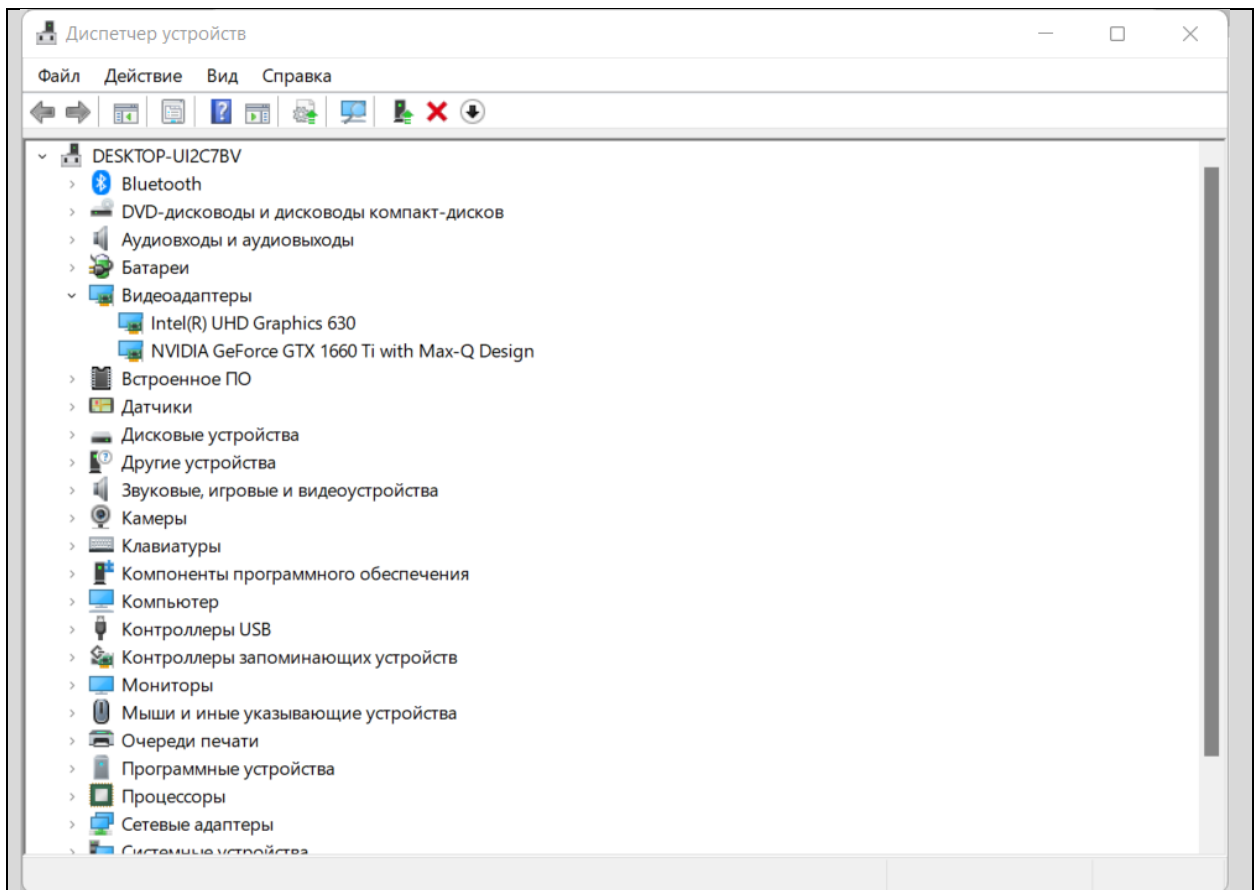 Диспетчер устройств
Файл Действие Вид Справка
DESKTOP-UI2C7BV
Bluetooth
DVD-дисководы и дисководы компакт-дисков
Аудиовходы и аудиовыходы
Батареи
Видеоадаптеры
Intel(R) UHD Graphics 630
NVIDIA GeForce GTX 1660 Ti with Max-Q Design
Встроенное ПО
Датчики
Дисковые устройства
Другие устройства
Звуковые, игровые и видеоустройства
Камеры
Клавиатуры
Компоненты программного обеспечения
Компьютер
Контроллеры USB
Контроллеры запоминающих устройств
Мониторы
Мыши и иные указывающие устройства
Очереди печати
Программные устройства
Процессоры
Сетевые адаптеры
Системные устройства